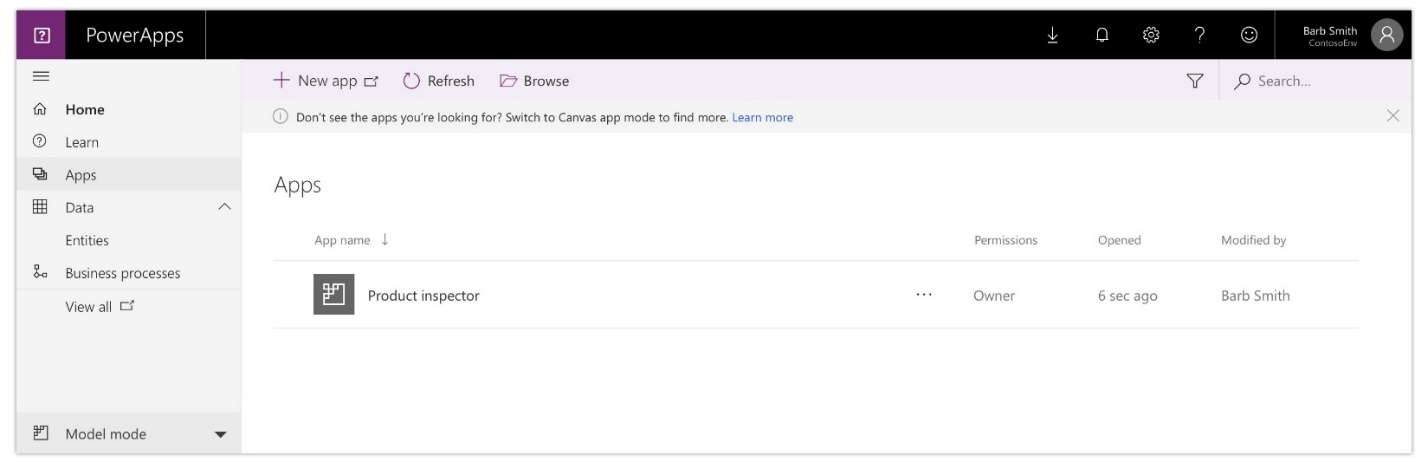 PowerApps
Barb Smith
ContosoEnv
New app Refresh Browse
Search...
Home
Don't see the apps you're looking for? Switch to Canvas app mode to find more. Learn more
Learn
Apps
Data
Entities
Business processes
View all
Model mode
Apps
App name Permissions Opened Modified by
Product inspector ... Owner 6 sec ago Barb Smith